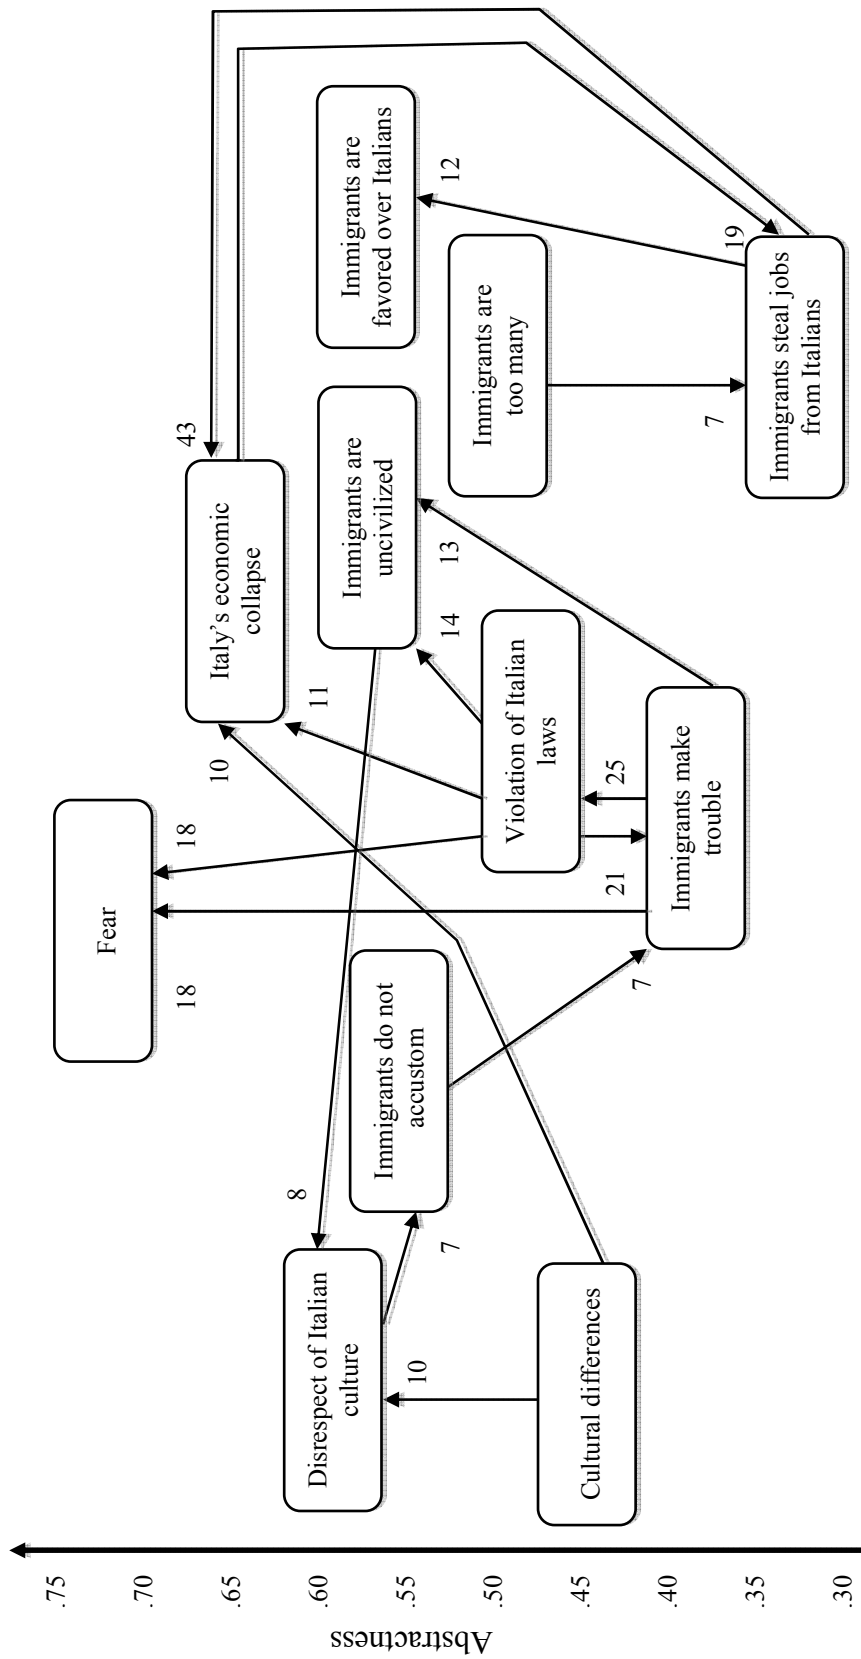 Abstractness
.75
.70
.65
.60
.55
.50
.45
.40
.35
.30
Fear
18
18
Italy’s economic
collapse
10
11
43
Disrespect of Italian
culture
8
10
Immigrants are
uncivilized
14
13
Immigrants are
favored over Italians
12
Immigrants do not
accustom
7
Violation of Italian
laws
25
Immigrants are
too many
Cultural differences
Immigrants make
trouble
7
21
Immigrants steal jobs
from Italians
7
19